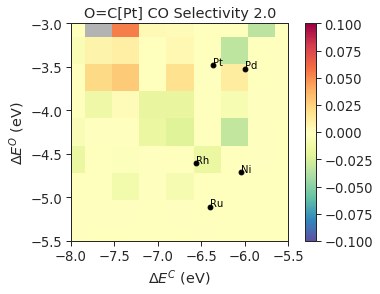 O=C[Pt] CO Selectivity 2.0
−3.0
−3.5
−4.0
−4.5
−5.0
−5.5
ΔE^O (eV)
Pt
Pd
Rh
Ni
Ru
−8.0 −7.5 −7.0 −6.5 −6.0 −5.5
ΔE^C (eV)
0.100
0.075
0.050
0.025
0.000
−0.025
−0.050
−0.075
−0.100